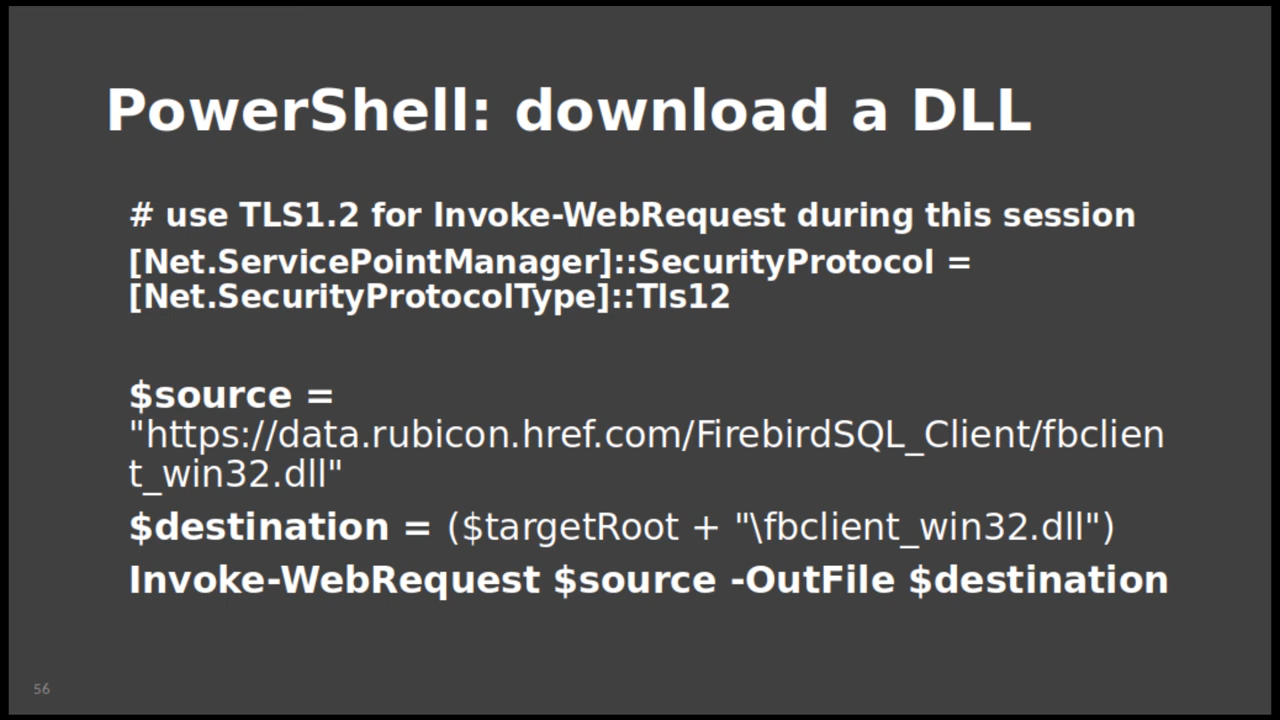 PowerShell: download a DLL
# use TLS1.2 for Invoke-WebRequest during this session
[Net.ServicePointManager]::SecurityProtocol =
[Net.SecurityProtocolType]::Tls12
$source =
"https://data.rubicon.href.com/FirebirdSQL_Client/fbclien
t_win32.dll"
$destination = ($targetRoot + "\fbclient_win32.dll")
Invoke-WebRequest $source -OutFile $destination
56